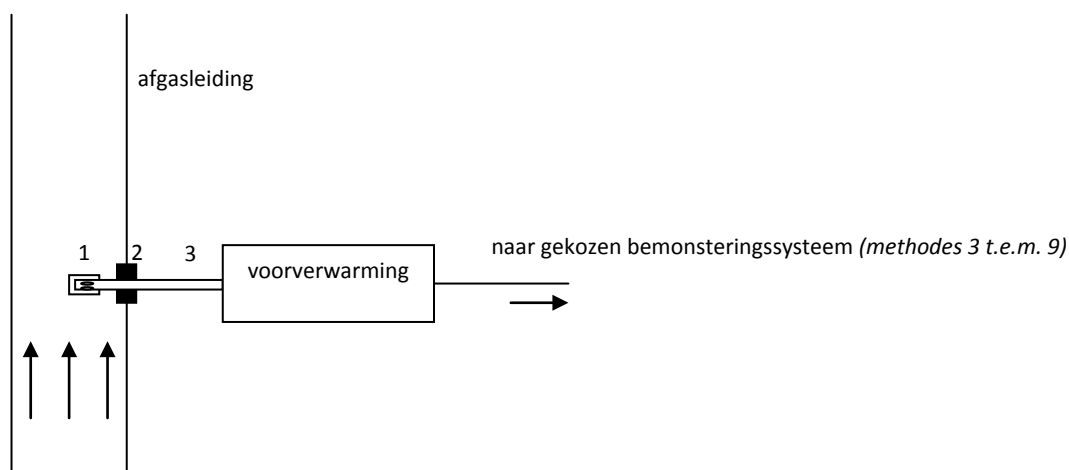 afgasleiding
1 2 3
voorverwarming
naar gekozen bemonsteringssysteem (methodes 3 t.e.m. 9)